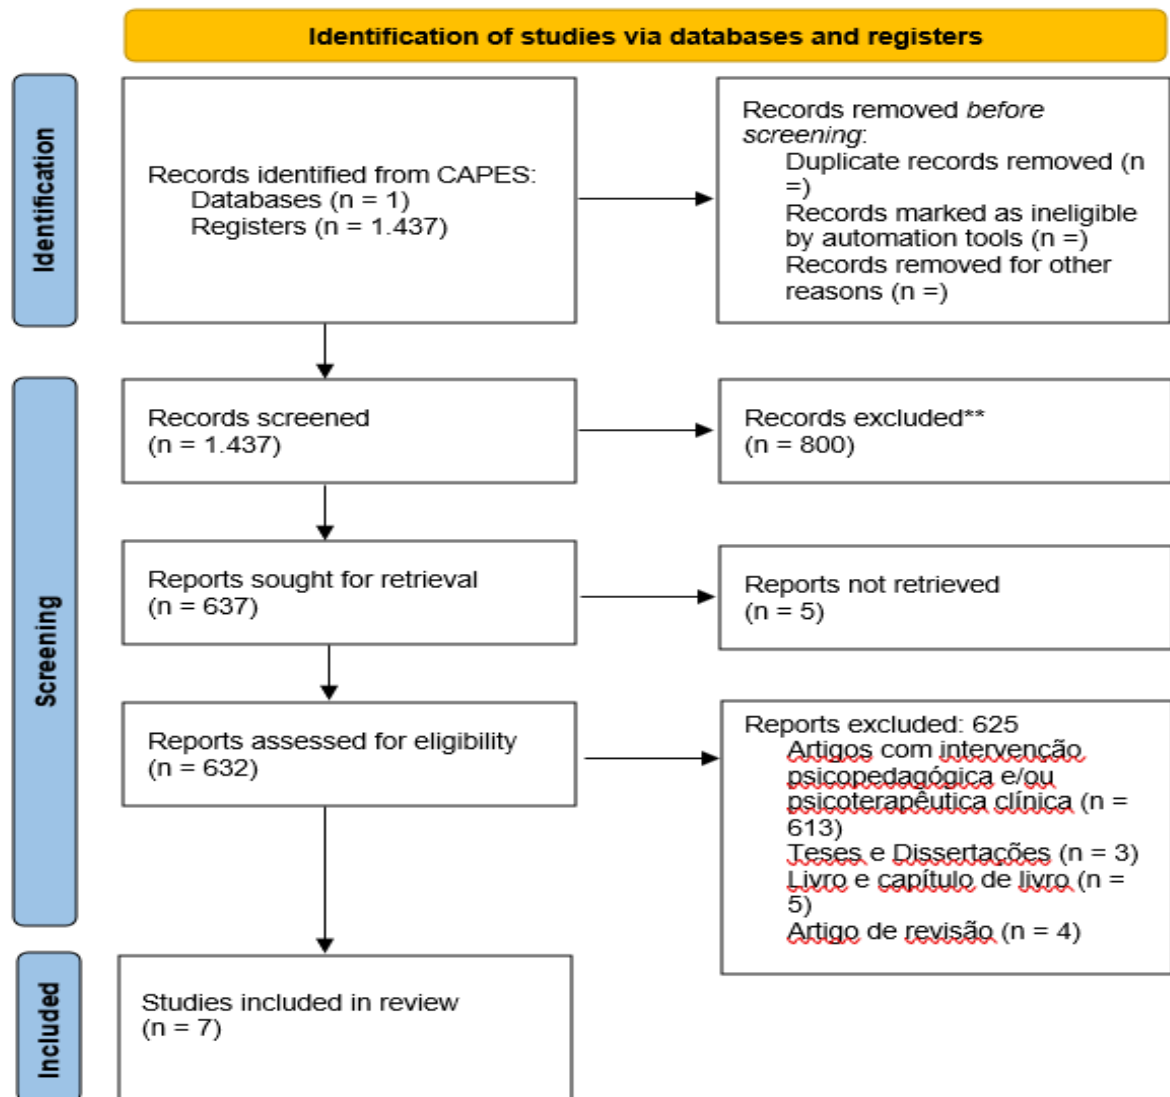 Identification of studies via databases and registers
Identification
Records identified from CAPES:
Databases (n = 1)
Registers (n = 1.437)
Records removed before
screening:
Duplicate records removed (n
=)
Records marked as ineligible
by automation tools (n =)
Records removed for other
reasons (n =)
Screening
Records screened
(n = 1.437)
Records excluded**
(n = 800)
Reports sought for retrieval
(n = 637)
Reports not retrieved
(n = 5)
Reports assessed for eligibility
(n = 632)
Reports excluded: 625
Artigos com intervenção
psicopedagógica e/ou
psicoterapêutica clínica (n =
613)
Teses e Dissertações (n = 3)
Livro e capítulo de livro (n =
5)
Artigo de revisão (n = 4)
Included
Studies included in review
(n = 7)